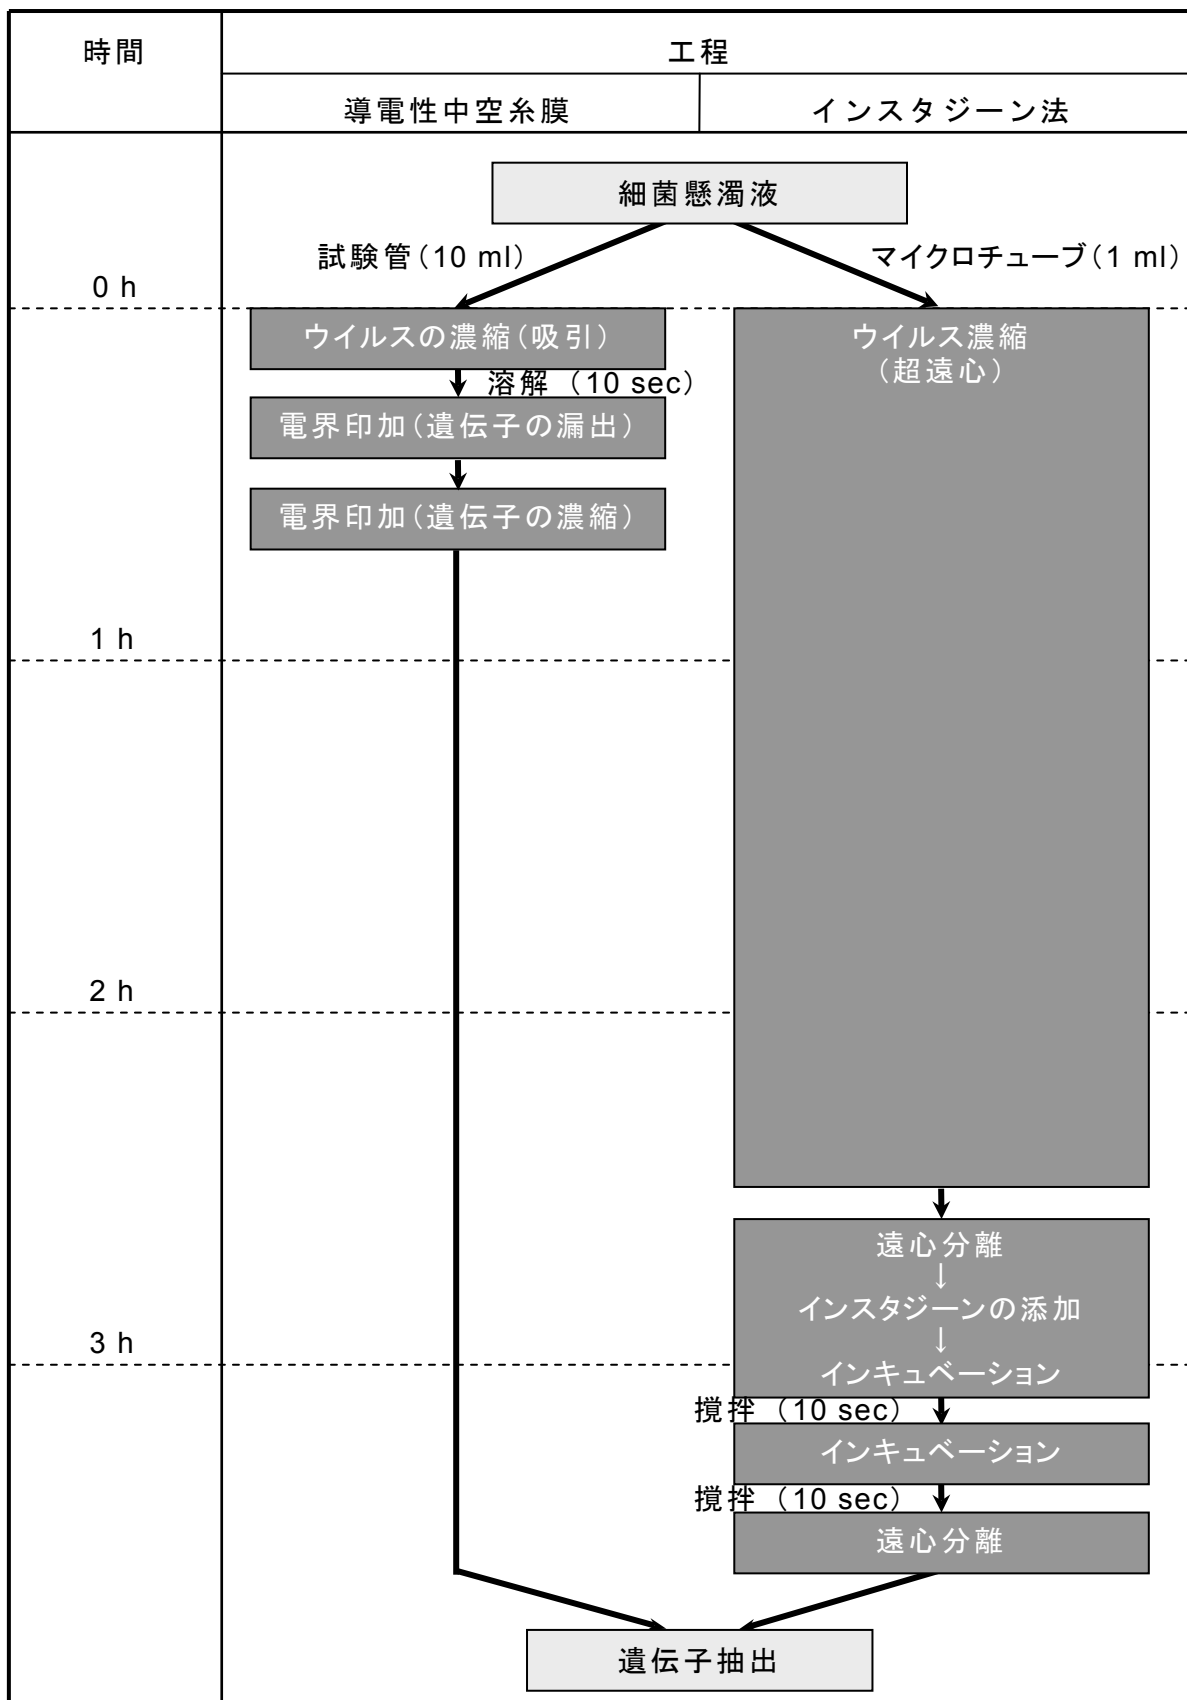 時間
工程
導電性中空糸膜
インスタジーン法
細菌懸濁液
試験管(10 ml)
マイクロチューブ(1 ml)
0 h
ウイルスの濃縮(吸引)
溶解 (10 sec)
電界印加(遺伝子の漏出)
電界印加(遺伝子の濃縮)
ウイルス濃縮
(超遠心)
1 h
2 h
遠心分離
↓
インスタジーンの添加
↓
3 h
インキュベーション
撹拌 (10 sec)
インキュベーション
撹拌 (10 sec)
遠心分離
遺伝子抽出